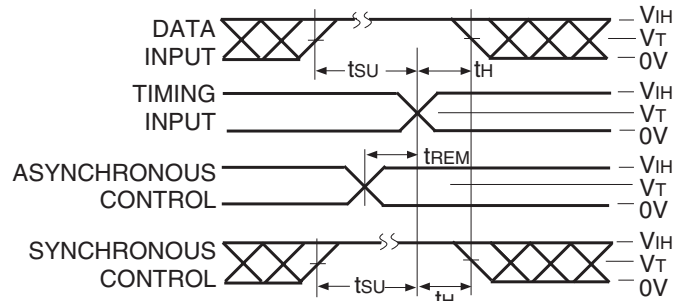 DATA
INPUT
tSU
tH
VIH
VT
0V
TIMING
INPUT
VIH
VT
0V
tREM
ASYNCHRONOUS
CONTROL
VIH
VT
0V
SYNCHRONOUS
CONTROL
tSU
tH
VIH
VT
0V